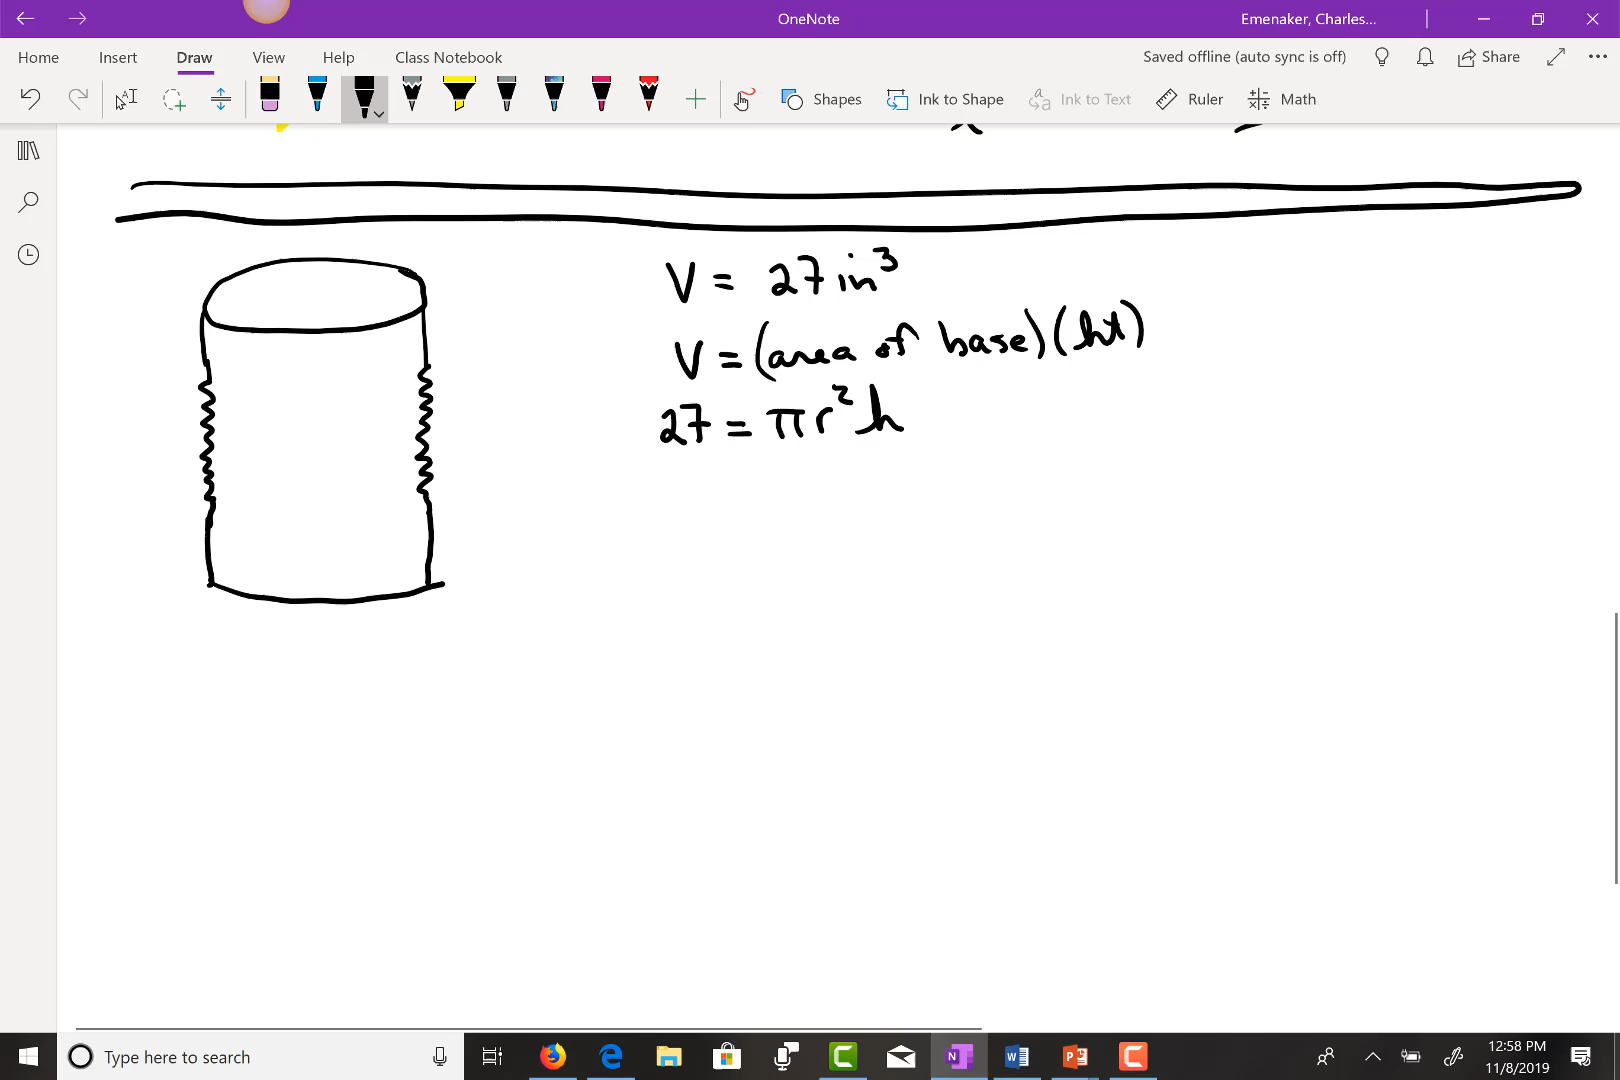 OneNote
Emenaker, Charles...
Home Insert Draw View Help Class Notebook
Saved offline (auto sync is off) Share
Shapes Ink to Shape Ink to Text Ruler Math
V = 27 in³
V = (area of base)(ht)
27 = πr²h
Type here to search
12:58 PM
11/8/2019